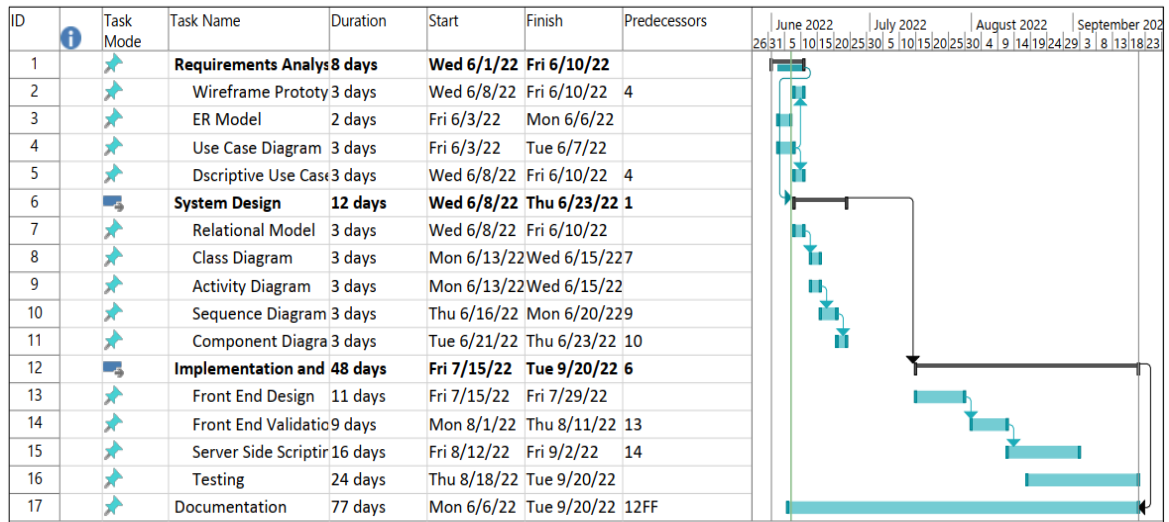 ID Task Mode Task Name Duration Start Finish Predecessors
June 2022 July 2022 August 2022 September 202
26 31 5 10 15 20 25 30 5 10 15 20 25 30 4 9 14 19 24 29 3 8 13 18 23
1 Requirements Analys 8 days Wed 6/1/22 Fri 6/10/22
2 Wireframe Prototy 3 days Wed 6/8/22 Fri 6/10/22 4
3 ER Model 2 days Fri 6/3/22 Mon 6/6/22
4 Use Case Diagram 3 days Fri 6/3/22 Tue 6/7/22
5 Dscriptive Use Case 3 days Wed 6/8/22 Fri 6/10/22 4
6 System Design 12 days Wed 6/8/22 Thu 6/23/22 1
7 Relational Model 3 days Wed 6/8/22 Fri 6/10/22
8 Class Diagram 3 days Mon 6/13/22 Wed 6/15/22 7
9 Activity Diagram 3 days Mon 6/13/22 Wed 6/15/22
10 Sequence Diagram 3 days Thu 6/16/22 Mon 6/20/22 9
11 Component Diagra 3 days Tue 6/21/22 Thu 6/23/22 10
12 Implementation and 48 days Fri 7/15/22 Tue 9/20/22 6
13 Front End Design 11 days Fri 7/15/22 Fri 7/29/22
14 Front End Validatio 9 days Mon 8/1/22 Thu 8/11/22 13
15 Server Side Scriptir 16 days Fri 8/12/22 Fri 9/2/22 14
16 Testing 24 days Thu 8/18/22 Tue 9/20/22
17 Documentation 77 days Mon 6/6/22 Tue 9/20/22 12FF